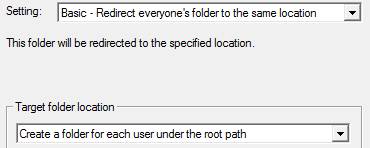 Setting: Basic - Redirect everyone's folder to the same location
This folder will be redirected to the specified location.
Target folder location
Create a folder for each user under the root path